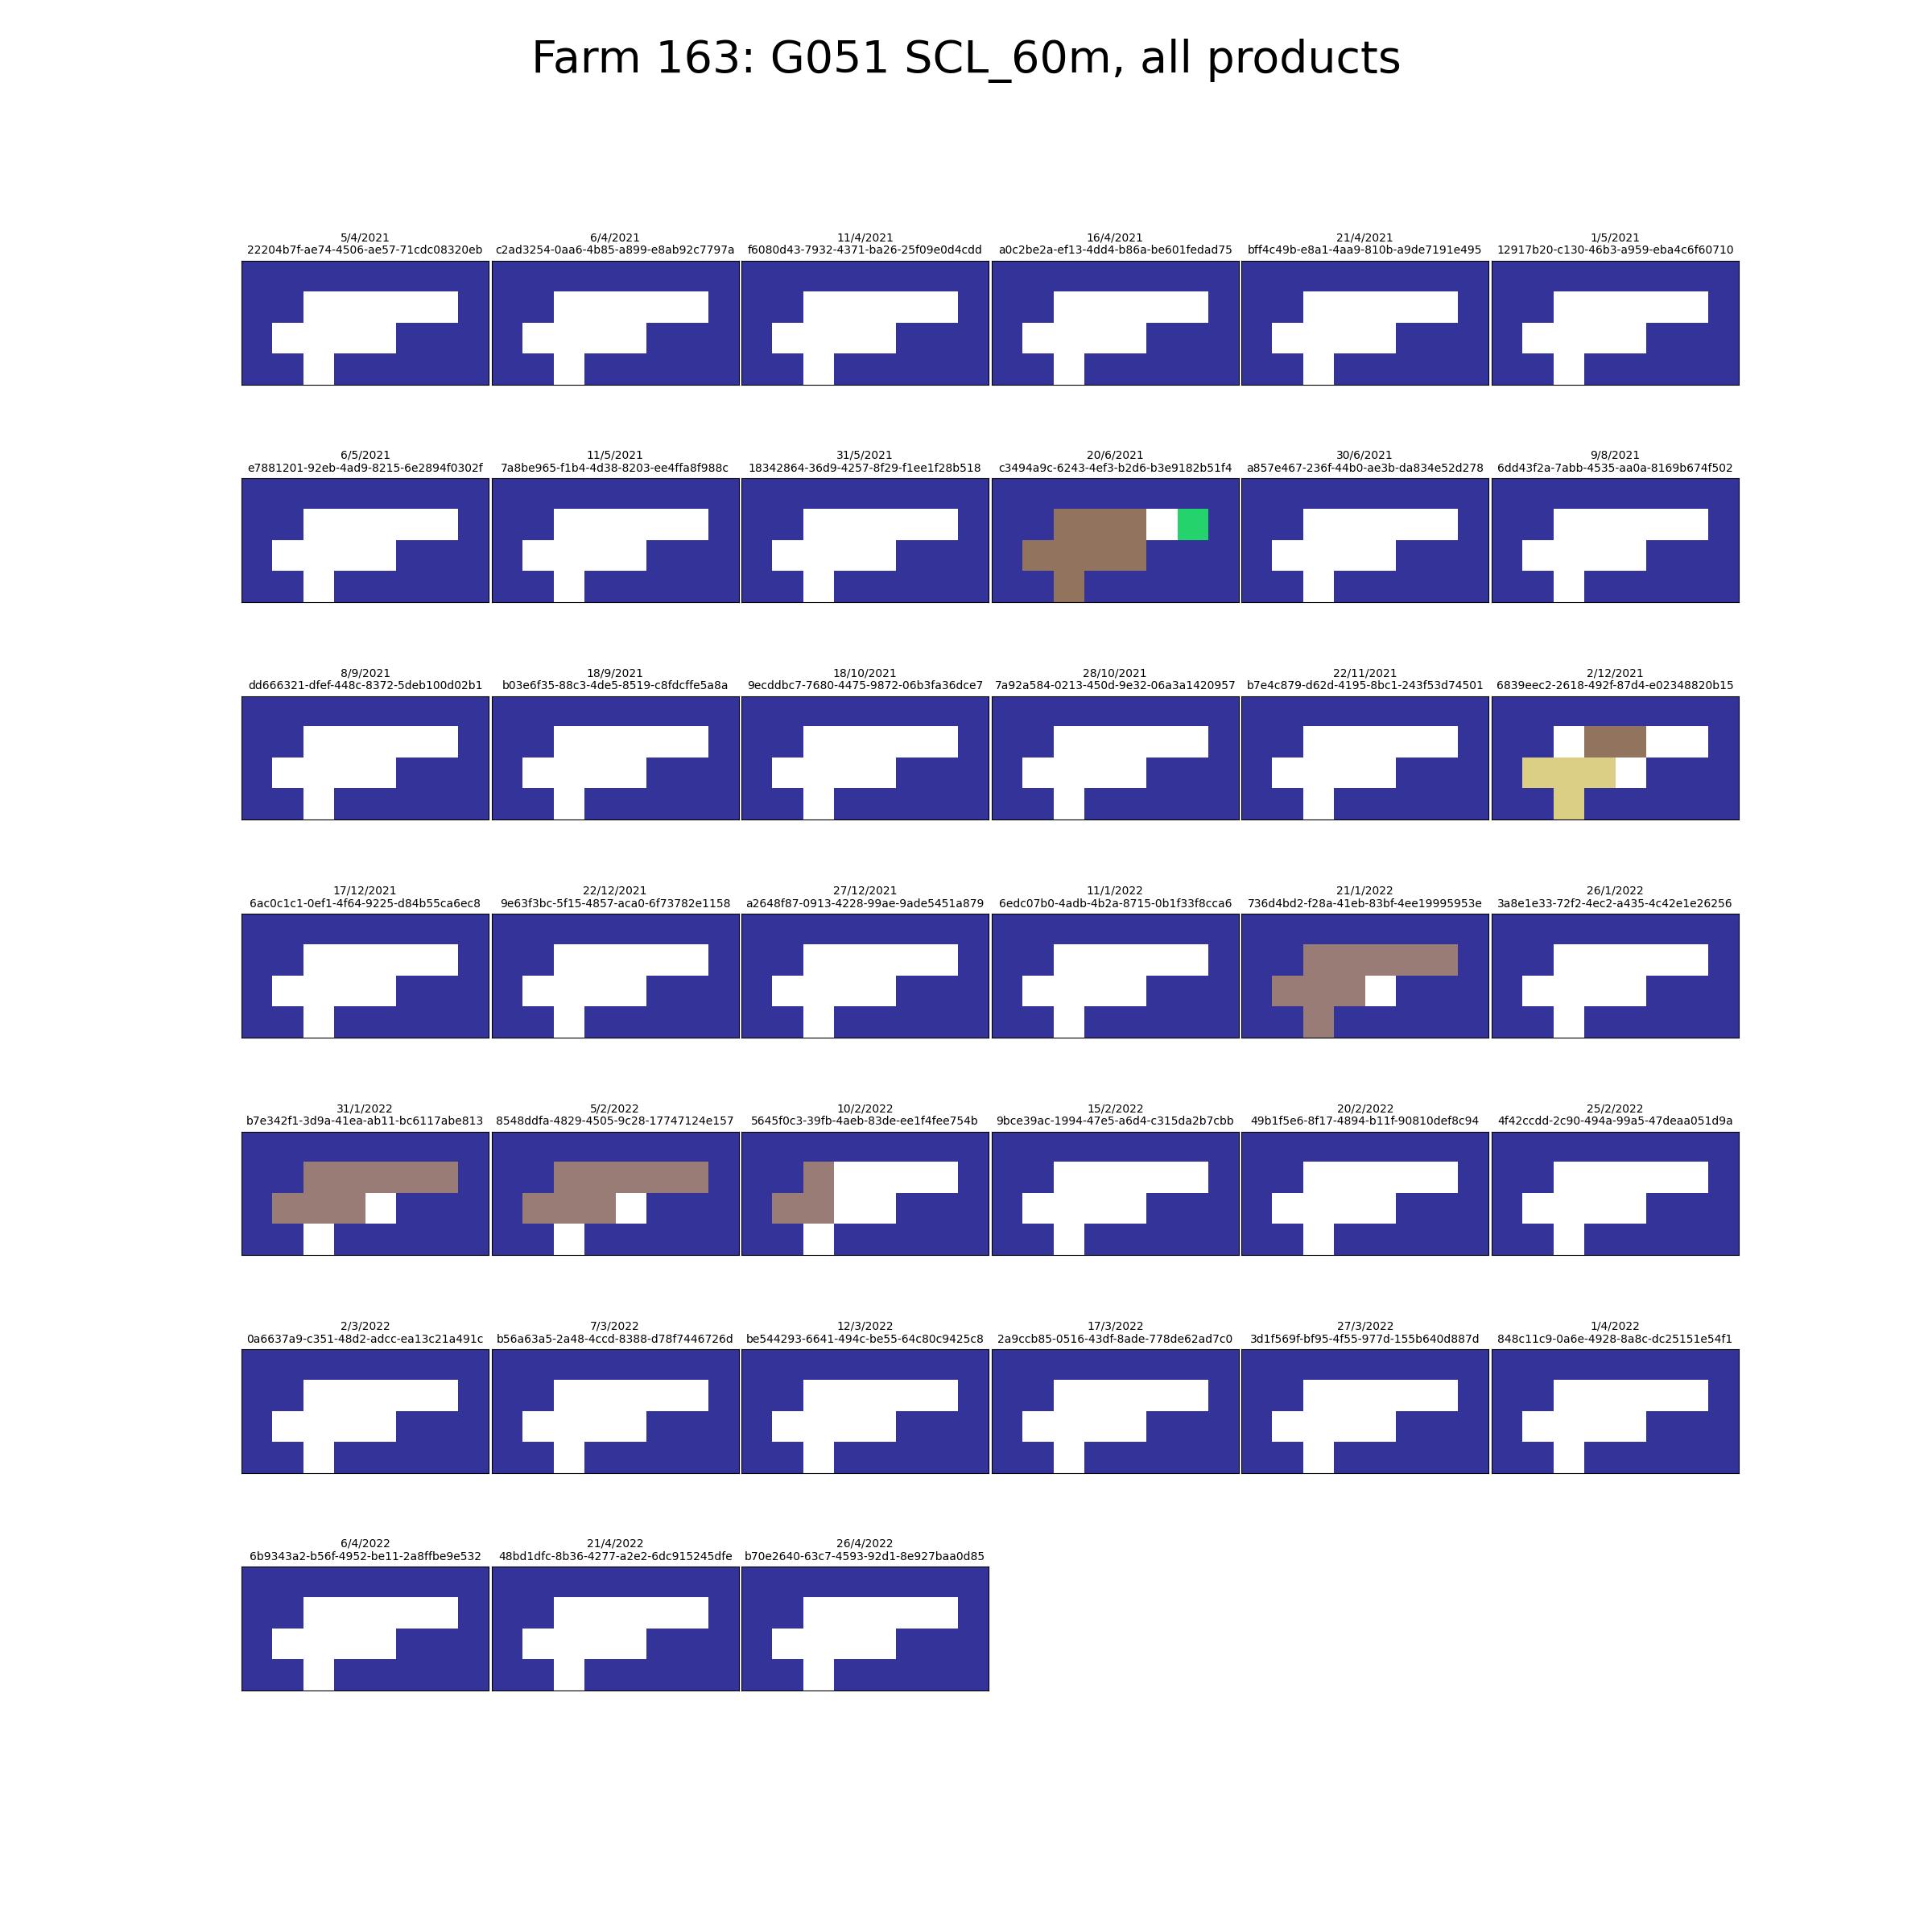 Farm 163: G051 SCL_60m, all products
5/4/2021
22204b7f-ae74-4506-ae57-71cdc08320eb
6/4/2021
c2ad3254-0aa6-4b85-a899-e8ab92c7797a
11/4/2021
f6080d43-7932-4371-ba26-25f09e0d4cdd
16/4/2021
a0c2be2a-ef13-4dd4-b86a-be601fedad75
21/4/2021
bff4c49b-e8a1-4aa9-810b-a9de7191e495
1/5/2021
12917b20-c130-46b3-a959-eba4c6f60710
6/5/2021
e7881201-92eb-4ad9-8215-6e2894f0302f
11/5/2021
7a8be965-f1b4-4d38-8203-ee4ffa8f988c
31/5/2021
18342864-36d9-4257-8f29-f1ee1f28b518
20/6/2021
c3494a9c-6243-4ef3-b2d6-b3e9182b51f4
30/6/2021
a857e467-236f-44b0-ae3b-da834e52d278
9/8/2021
6dd43f2a-7abb-4535-aa0a-8169b674f502
8/9/2021
dd666321-dfef-448c-8372-5deb100d02b1
18/9/2021
b03e6f35-88c3-4de5-8519-c8fdcffe5a8a
18/10/2021
9ecddbc7-7680-4475-9872-06b3fa36dce7
28/10/2021
7a92a584-0213-450d-9e32-06a3a1420957
22/11/2021
b7e4c879-d62d-4195-8bc1-243f53d74501
2/12/2021
6839eec2-2618-492f-87d4-e02348820b15
17/12/2021
6ac0c1c1-0ef1-4f64-9225-d84b55ca6ec8
22/12/2021
9e63f3bc-5f15-4857-aca0-6f73782e1158
27/12/2021
a2648f87-0913-4228-99ae-9ade5451a879
11/1/2022
6edc07b0-4adb-4b2a-8715-0b1f33f8cca6
21/1/2022
736d4bd2-f28a-41eb-83bf-4ee19995953e
26/1/2022
3a8e1e33-72f2-4ec2-a435-4c42e1e26256
31/1/2022
b7e342f1-3d9a-41ea-ab11-bc6117abe813
5/2/2022
8548ddfa-4829-4505-9c28-17747124e157
10/2/2022
5645f0c3-39fb-4aeb-83de-ee1f4fee754b
15/2/2022
9bce39ac-1994-47e5-a6d4-c315da2b7cbb
20/2/2022
49b1f5e6-8f17-4894-b11f-90810def8c94
25/2/2022
4f42ccdd-2c90-494a-99a5-47deaa051d9a
2/3/2022
0a6637a9-c351-48d2-adcc-ea13c21a491c
7/3/2022
b56a63a5-2a48-4ccd-8388-d78f7446726d
12/3/2022
be544293-6641-494c-be55-64c80c9425c8
17/3/2022
2a9ccb85-0516-43df-8ade-778de62ad7c0
27/3/2022
3d1f569f-bf95-4f55-977d-155b640d887d
1/4/2022
848c11c9-0a6e-4928-8a8c-dc25151e54f1
6/4/2022
6b9343a2-b56f-4952-be11-2a8ffbe9e532
21/4/2022
48bd1dfc-8b36-4277-a2e2-6dc915245dfe
26/4/2022
b70e2640-63c7-4593-92d1-8e927baa0d85